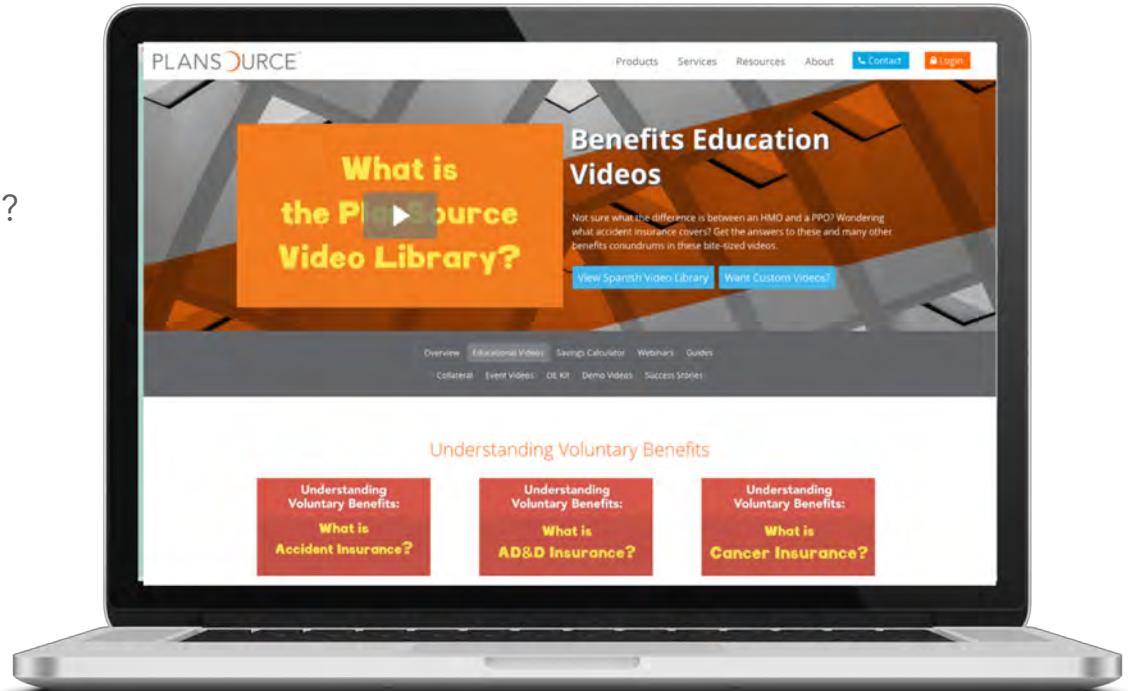 ?
PLANSOURCE
Products Services Resources About Contact Login
What is
the PlanSource
Video Library?
Benefits Education
Videos
Not sure what the difference is between an HMO and a PPO? Wondering
what accident insurance covers? Get the answers to these and many other
benefits conundrums in these bite-sized videos.
View Spanish Video Library Want Custom Videos?
Overview Educational Videos Savings Calculator Webinars Guides
Collateral Event Videos OE Kit Demo Videos Success Stories
Understanding Voluntary Benefits
Understanding
Voluntary Benefits:
What is
Accident Insurance?
Understanding
Voluntary Benefits:
What is
AD&D Insurance?
Understanding
Voluntary Benefits:
What is
Cancer Insurance?